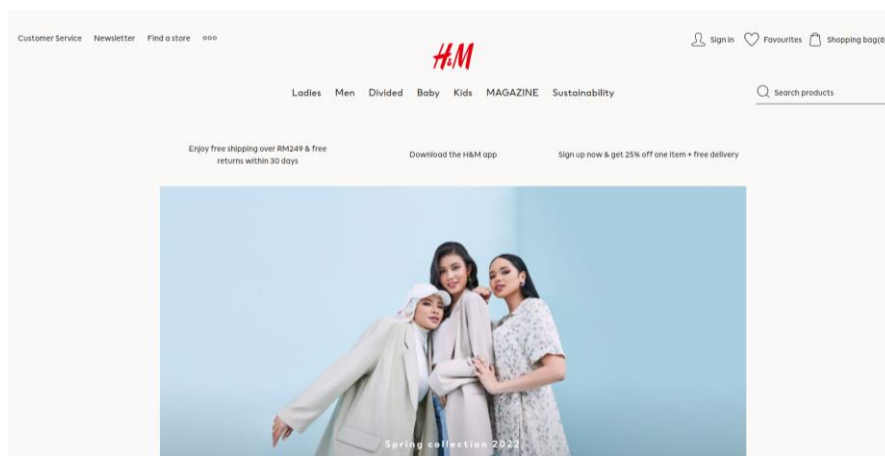 Customer Service Newsletter Find a store ooo
Sign in Favourites Shopping bag(0
H&M
Ladies Men Divided Baby Kids MAGAZINE Sustainability
Search products
Enjoy free shipping over RM249 & free
returns within 30 days
Download the H&M app
Sign up now & get 25% off one item + free delivery
Spring collection 2022